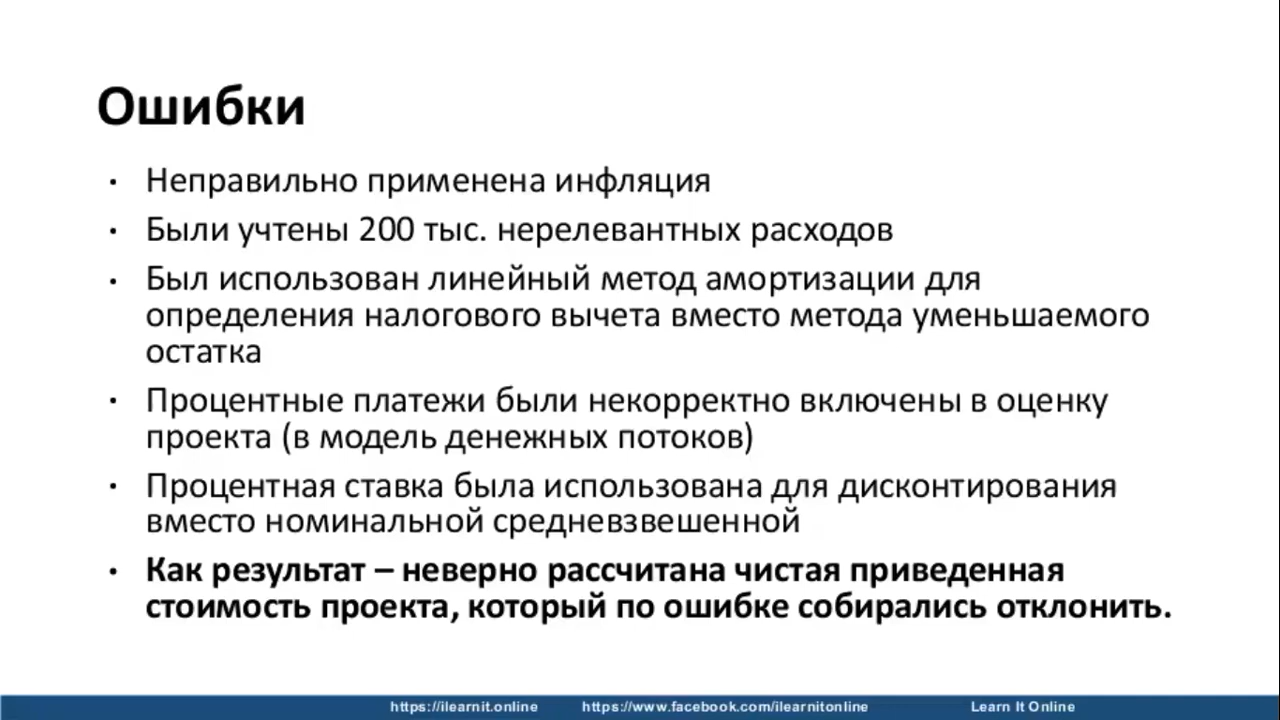 Ошибки
• Неправильно применена инфляция
• Были учтены 200 тыс. нерелевантных расходов
• Был использован линейный метод амортизации для
определения налогового вычета вместо метода уменьшаемого
остатка
• Процентные платежи были некорректно включены в оценку
проекта (в модель денежных потоков)
• Процентная ставка была использована для дисконтирования
вместо номинальной средневзвешенной
• Как результат – неверно рассчитана чистая приведенная
стоимость проекта, который по ошибке собирались отклонить.
https://ilearnit.online https://www.facebook.com/ilearnitonline Learn It Online